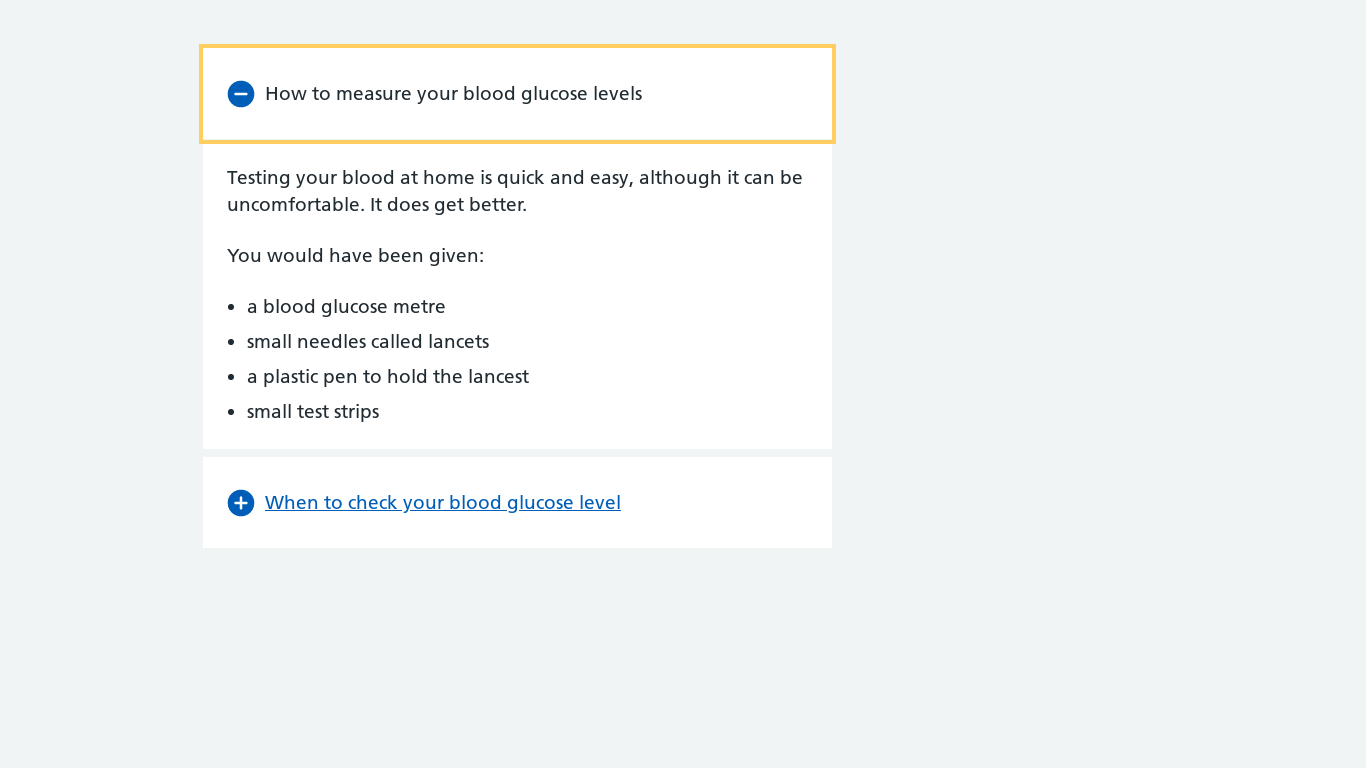 How to measure your blood glucose levels
Testing your blood at home is quick and easy, although it can be
uncomfortable. It does get better.
You would have been given:
• a blood glucose metre
• small needles called lancets
• a plastic pen to hold the lancest
• small test strips
When to check your blood glucose level